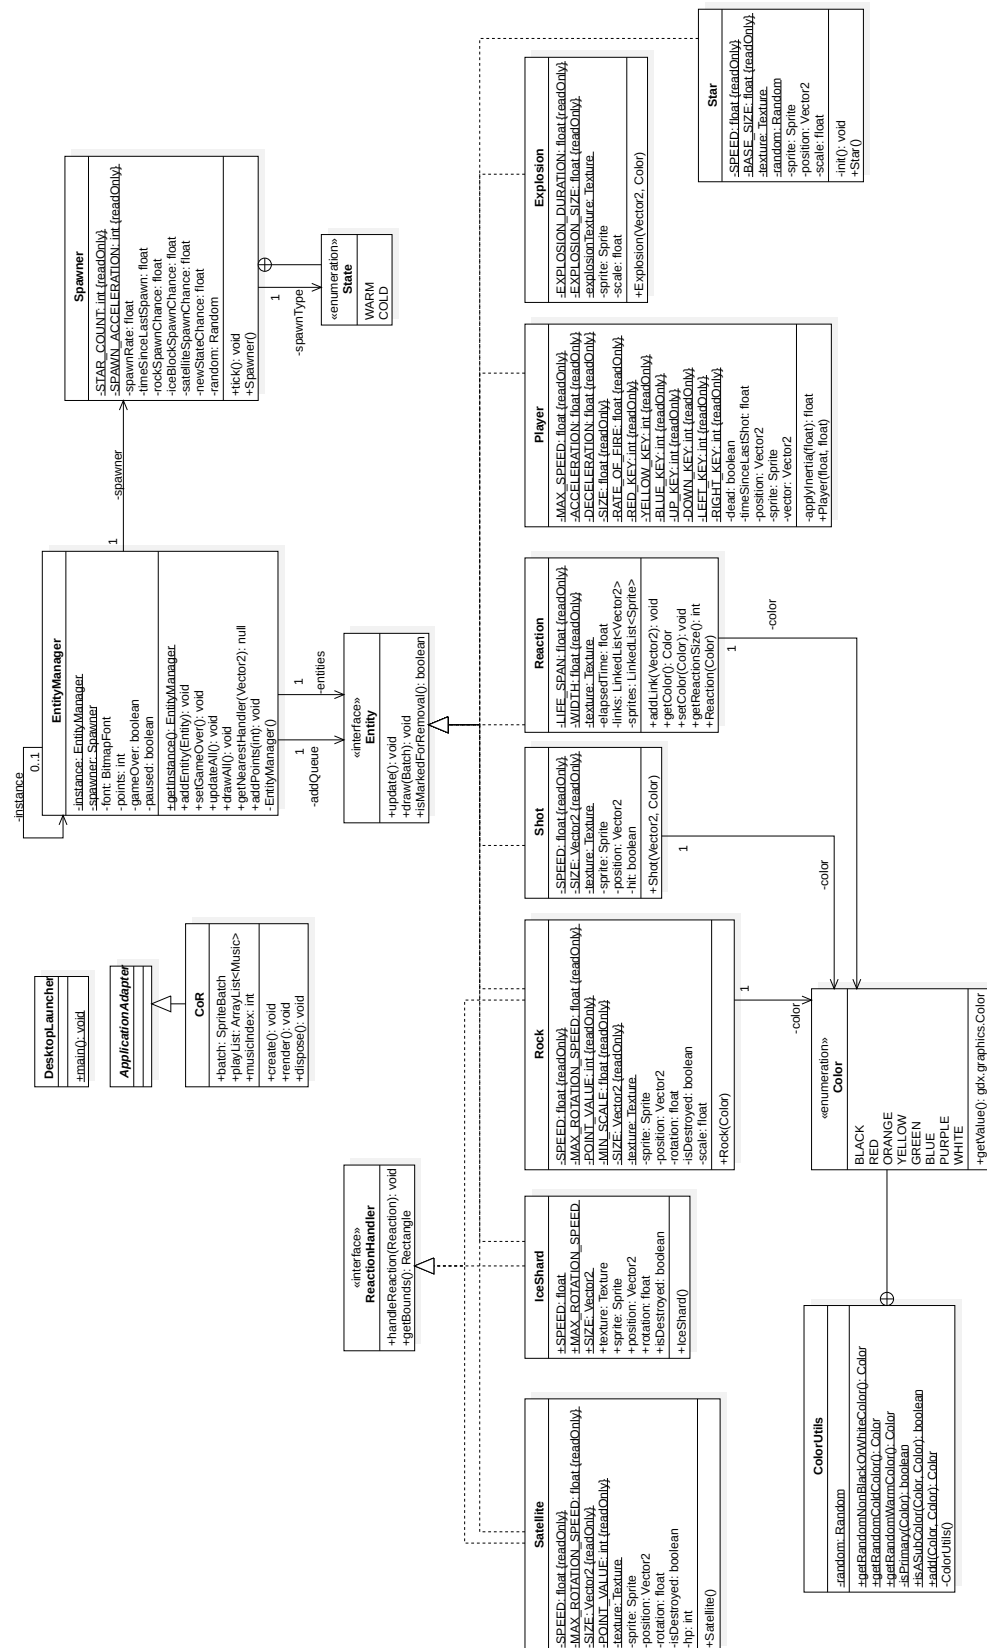 Satellite
-SPEED: float {readOnly}
-MAX_ROTATION_SPEED: float {readOnly}
-SIZE: Vector2 {readOnly}
-POINT_VALUE: int {readOnly}
-texture: Texture
-sprite: Sprite
-position: Vector2
-rotation: float
-isDestroyed: boolean
-hp: int
+Satellite()
ColorUtils
-random: Random
+getRandomNonBlackOrWhiteColor(): Color
+getRandomColdColor(): Color
+getRandomWarmColor(): Color
-isPrimary(Color): boolean
+isASubColor(Color, Color): boolean
+add(Color, Color): Color
-ColorUtils()
«interface»
ReactionHandler
+handleReaction(Reaction): void
+getBounds(): Rectangle
IceShard
+SPEED: float
+MAX_ROTATION_SPEED
+SIZE: Vector2
+texture: Texture
+sprite: Sprite
+position: Vector2
+rotation: float
+isDestroyed: boolean
+IceShard()
DesktopLauncher
+main(): void
ApplicationAdapter
CoR
+batch: SpriteBatch
+playList: ArrayList<Music>
+musicIndex: int
+create(): void
+render(): void
+dispose(): void
Rock
-SPEED: float {readOnly}
-MAX_ROTATION_SPEED: float {readOnly}
-POINT_VALUE: int {readOnly}
-MIN_SCALE: float {readOnly}
-SIZE: Vector2 {readOnly}
-texture: Texture
-sprite: Sprite
-position: Vector2
-rotation: float
-isDestroyed: boolean
-scale: float
+Rock(Color)
1
-color
«enumeration»
Color
BLACK
RED
ORANGE
YELLOW
GREEN
BLUE
PURPLE
WHITE
+getValue(): gdx.graphics.Color
-instance
0..1
EntityManager
-instance: EntityManager
-spawner: Spawner
-font: BitmapFont
-points: int
-gameOver: boolean
-paused: boolean
+getInstance(): EntityManager
+addEntity(Entity): void
+setGameOver(): void
+updateAll(): void
+drawAll(): void
+getNearestHandler(Vector2): null
+addPoints(int): void
-EntityManager()
1
-spawner
1
-addQueue
1
-entities
«interface»
Entity
+update(): void
+draw(Batch): void
+isMarkedForRemoval(): boolean
Shot
-SPEED: float {readOnly}
-SIZE: Vector2 {readOnly}
-texture: Texture
-sprite: Sprite
-position: Vector2
-hit: boolean
+Shot(Vector2, Color)
1
-color
Reaction
-LIFE_SPAN: float {readOnly}
-WIDTH: float {readOnly}
-texture: Texture
-elapsedTime: float
-links: LinkedList<Vector2>
-sprites: LinkedList<Sprite>
+addLink(Vector2): void
+getColor(): Color
+setColor(Color): void
+getReactionSize(): int
+Reaction(Color)
1
-color
Spawner
-STAR_COUNT: int {readOnly}
-SPAWN_ACCELERATION: int {readOnly}
-spawnRate: float
-timeSinceLastSpawn: float
-rockSpawnChance: float
-iceBlockSpawnChance: float
-satelliteSpawnChance: float
-newStateChance: float
-random: Random
+tick(): void
+Spawner()
1
-spawnType
«enumeration»
State
WARM
COLD
Player
-MAX_SPEED: float {readOnly}
-ACCELERATION: float {readOnly}
-DECELERATION: float {readOnly}
-SIZE: float {readOnly}
-RATE_OF_FIRE: float {readOnly}
-RED_KEY: int {readOnly}
-YELLOW_KEY: int {readOnly}
-BLUE_KEY: int {readOnly}
-UP_KEY: int {readOnly}
-DOWN_KEY: int {readOnly}
-LEFT_KEY: int {readOnly}
-RIGHT_KEY: int {readOnly}
-dead: boolean
-timeSinceLastShot: float
-position: Vector2
-sprite: Sprite
-vector: Vector2
-applyInertia(float): float
+Player(float, float)
Explosion
-EXPLOSION_DURATION: float {readOnly}
-EXPLOSION_SIZE: float {readOnly}
-explosionTexture: Texture
-sprite: Sprite
-scale: float
+Explosion(Vector2, Color)
Star
-SPEED: float {readOnly}
-BASE_SIZE: float {readOnly}
-texture: Texture
-random: Random
-sprite: Sprite
-position: Vector2
-scale: float
-init(): void
+Star()